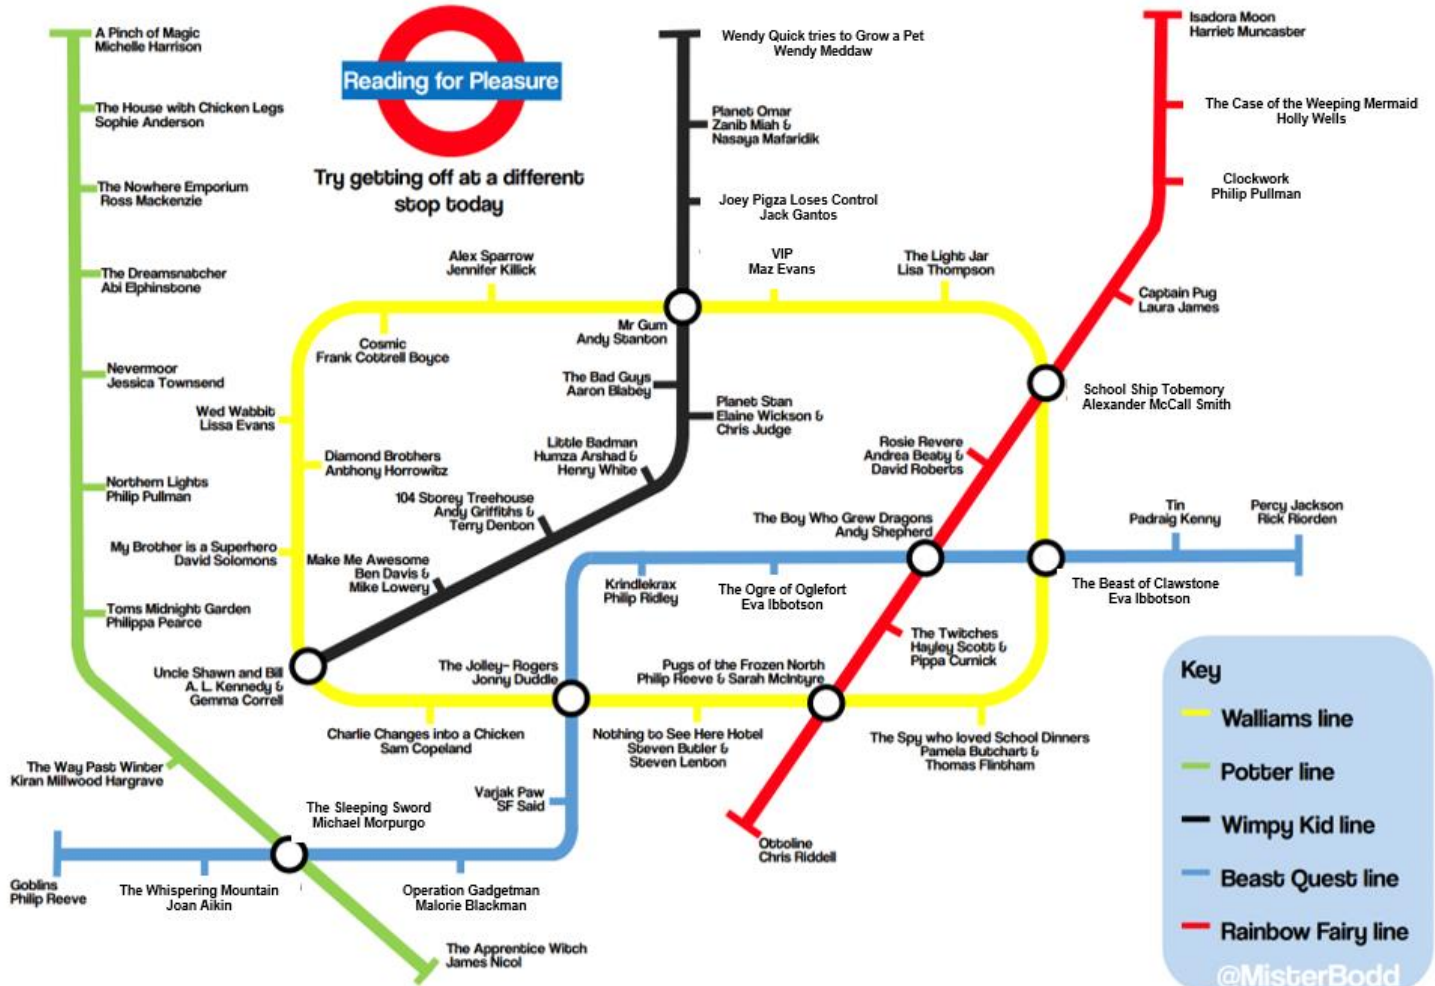 A Pinch of Magic
Michelle Harrison
The House with Chicken Legs
Sophie Anderson
The Nowhere Emporium
Ross Mackenzie
The Dreamsnatcher
Abi Elphinstone
Nevermoor
Jessica Townsend
Northern Lights
Philip Pullman
Toms Midnight Garden
Philippa Pearce
The Way Past Winter
Kiran Millwood Hargrave
The Sleeping Sword
Michael Morpurgo
The Apprentice Witch
James Nicol
Reading for Pleasure
Try getting off at a different
stop today
Wendy Quick tries to Grow a Pet
Wendy Meddaw
Planet Omar
Zanib Miah &
Nasaya Mafaridik
Joey Pigza Loses Control
Jack Gantos
Mr Gum
Andy Stanton
The Bad Guys
Aaron Blabey
Planet Stan
Elaine Wickson &
Chris Judge
Little Badman
Humza Arshad &
Henry White
104 Storey Treehouse
Andy Griffiths &
Terry Denton
Make Me Awesome
Ben Davis &
Mike Lowery
Uncle Shawn and Bill
A. L. Kennedy &
Gemma Correll
Alex Sparrow
Jennifer Killick
VIP
Maz Evans
The Light Jar
Lisa Thompson
Cosmic
Frank Cottrell Boyce
Wed Wabbit
Lissa Evans
Diamond Brothers
Anthony Horrowitz
My Brother is a Superhero
David Solomons
Charlie Changes into a Chicken
Sam Copeland
The Jolley- Rogers
Jonny Duddle
Nothing to See Here Hotel
Steven Butler &
Steven Lenton
Pugs of the Frozen North
Philip Reeve & Sarah McIntyre
The Spy who loved School Dinners
Pamela Butchart &
Thomas Flintham
Isadora Moon
Harriet Muncaster
The Case of the Weeping Mermaid
Holly Wells
Clockwork
Philip Pullman
Captain Pug
Laura James
School Ship Tobemory
Alexander McCall Smith
Rosie Revere
Andrea Beaty &
David Roberts
The Boy Who Grew Dragons
Andy Shepherd
The Twitches
Hayley Scott &
Pippa Curnick
Ottoline
Chris Riddell
Goblins
Philip Reeve
The Whispering Mountain
Joan Aikin
Operation Gadgetman
Malorie Blackman
Varjak Paw
SF Said
Krindlekrax
Philip Ridley
The Ogre of Oglefort
Eva Ibbotson
The Beast of Clawstone
Eva Ibbotson
Tin
Padraig Kenny
Percy Jackson
Rick Riorden
Key
Walliams line
Potter line
Wimpy Kid line
Beast Quest line
Rainbow Fairy line
@MisterBodd